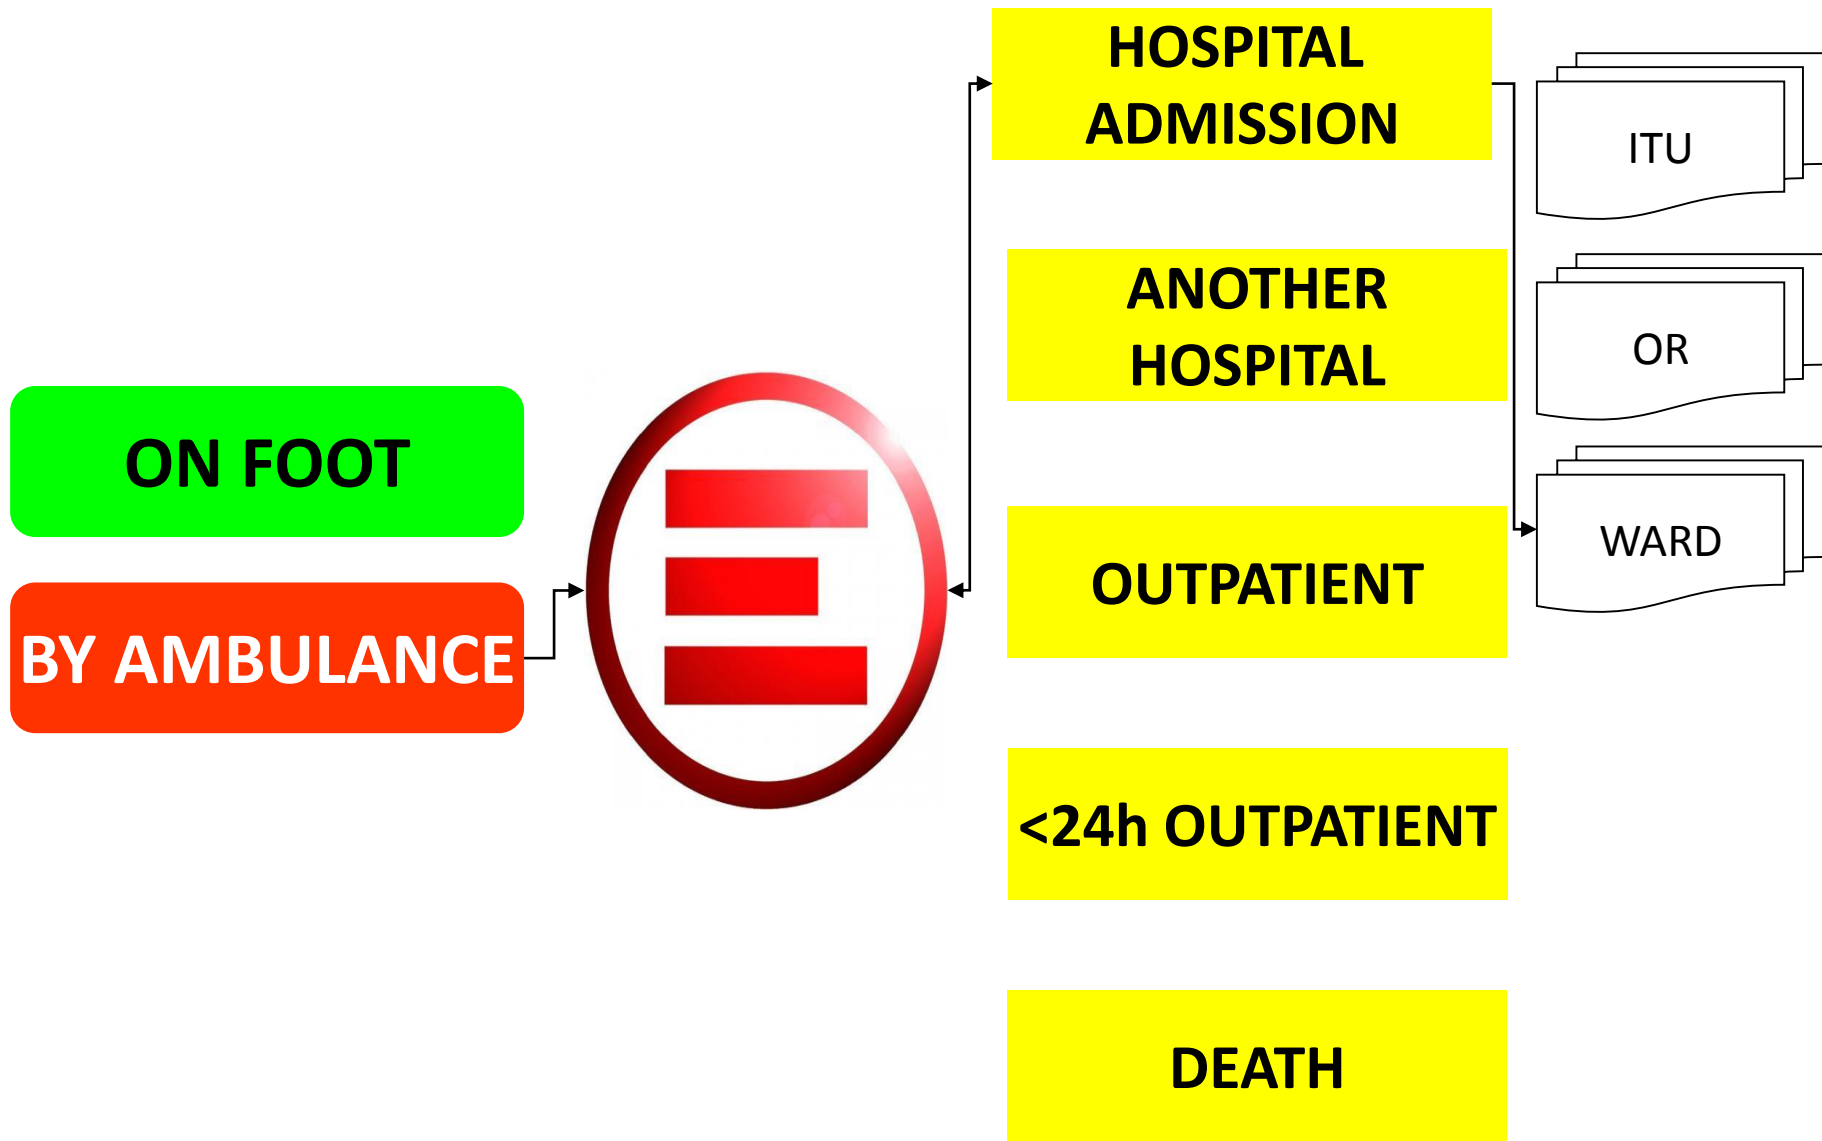 ON FOOT
BY AMBULANCE
E
HOSPITAL
ADMISSION
ANOTHER
HOSPITAL
OUTPATIENT
<24h OUTPATIENT
DEATH
ITU
OR
WARD